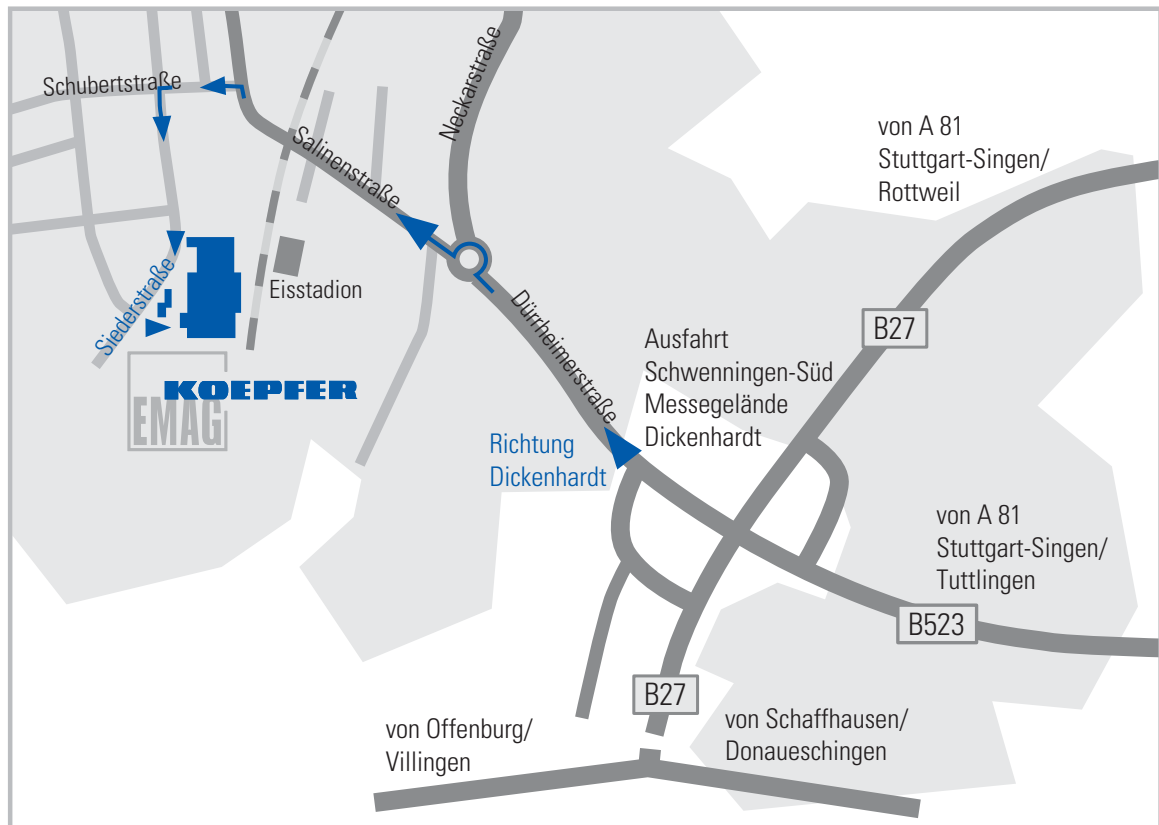 Schubertstraße
Salinenstraße
Neckarstraße
von A 81
Stuttgart-Singen/
Rottweil
Siederstraße
Eisstadion
Dürrheimerstraße
B27
Ausfahrt
Schwenningen-Süd
Messegelände
Dickenhardt
KOEPFER
EMAG
Richtung
Dickenhardt
von A 81
Stuttgart-Singen/
Tuttlingen
B523
B27
von Offenburg/
Villingen
von Schaffhausen/
Donaueschingen